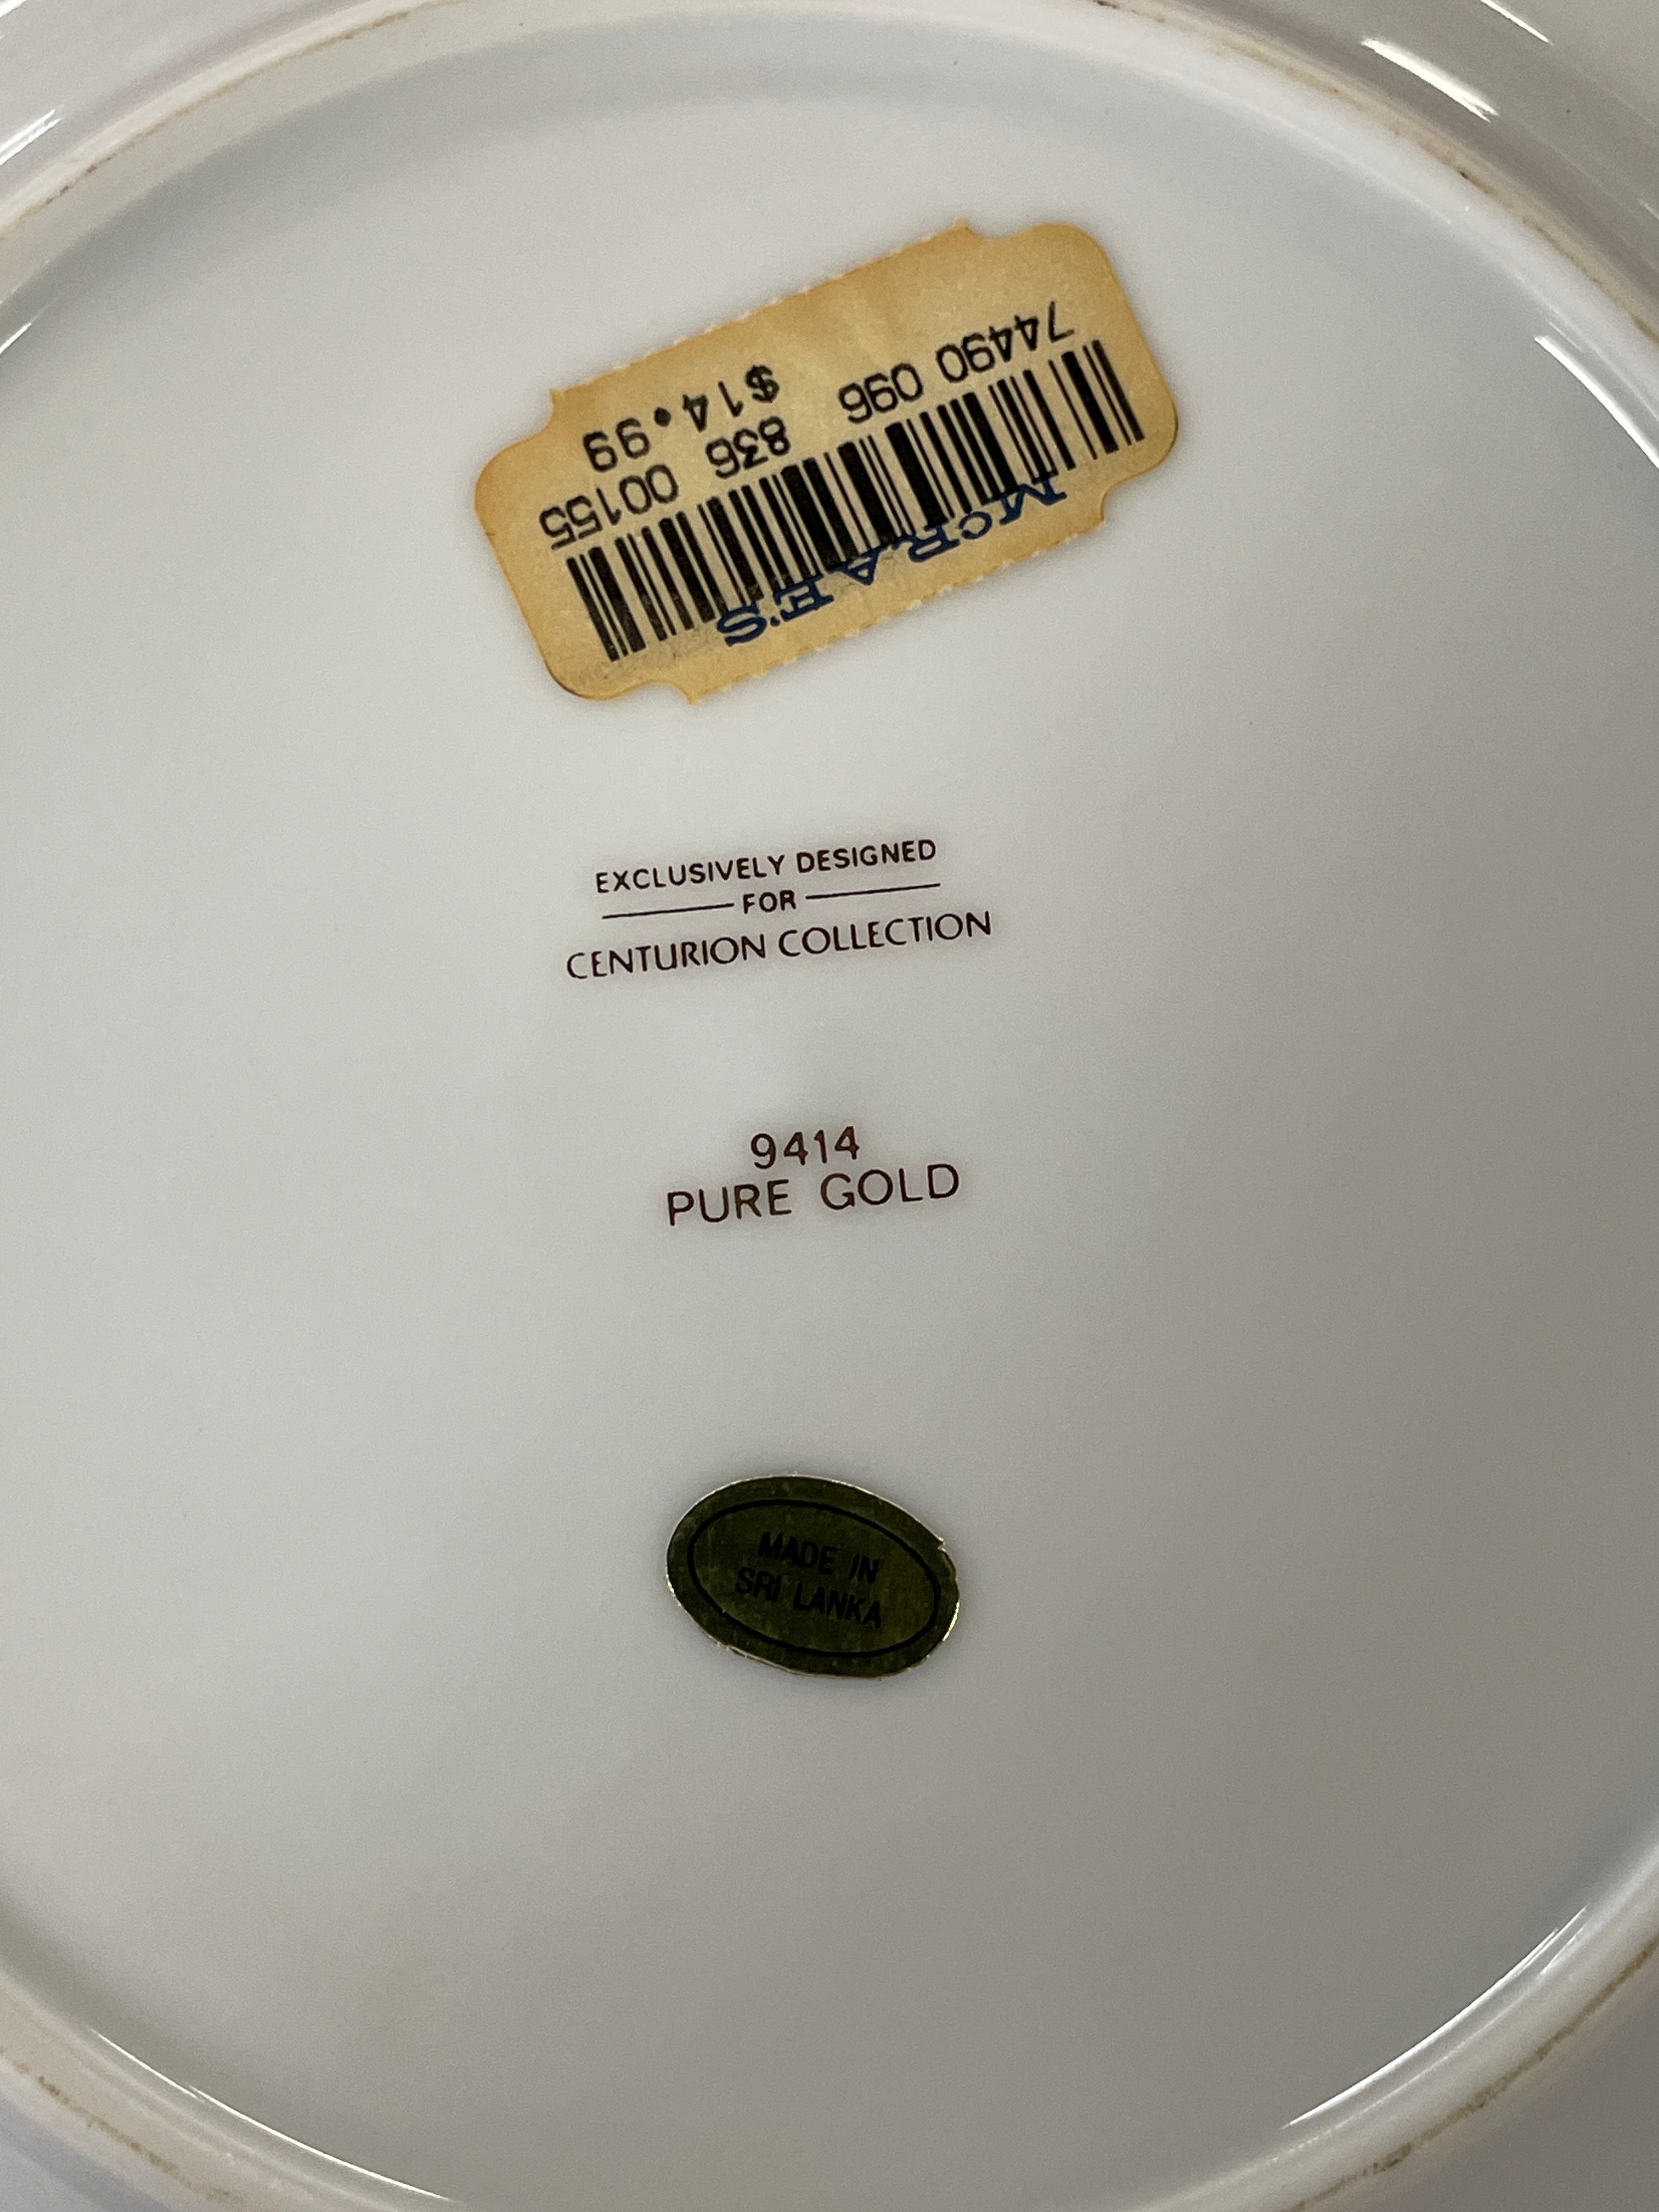 McRAE'S
74490 096 836 00155
$14.99
EXCLUSIVELY DESIGNED
FOR
CENTURION COLLECTION
9414
PURE GOLD
MADE IN
SRI LANKA